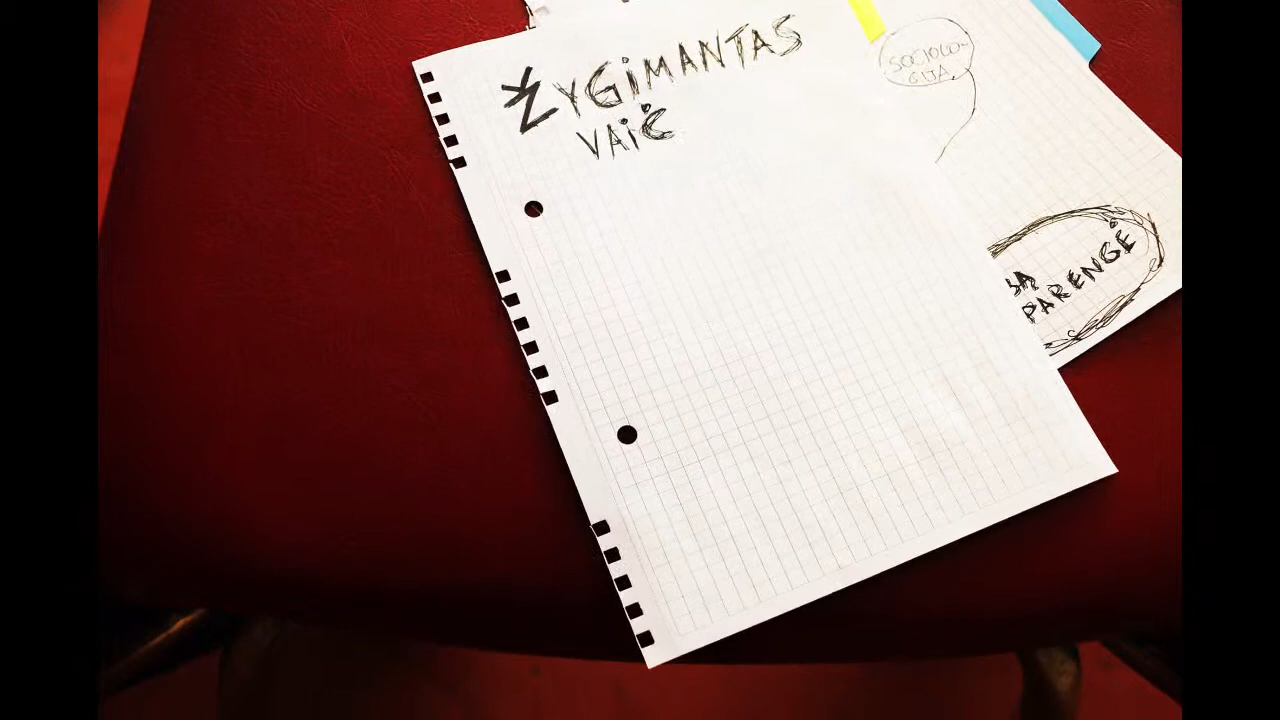 ŽYGIMANTAS
VAIČ
SOCIOLO-
GIJA
PARENGĖ